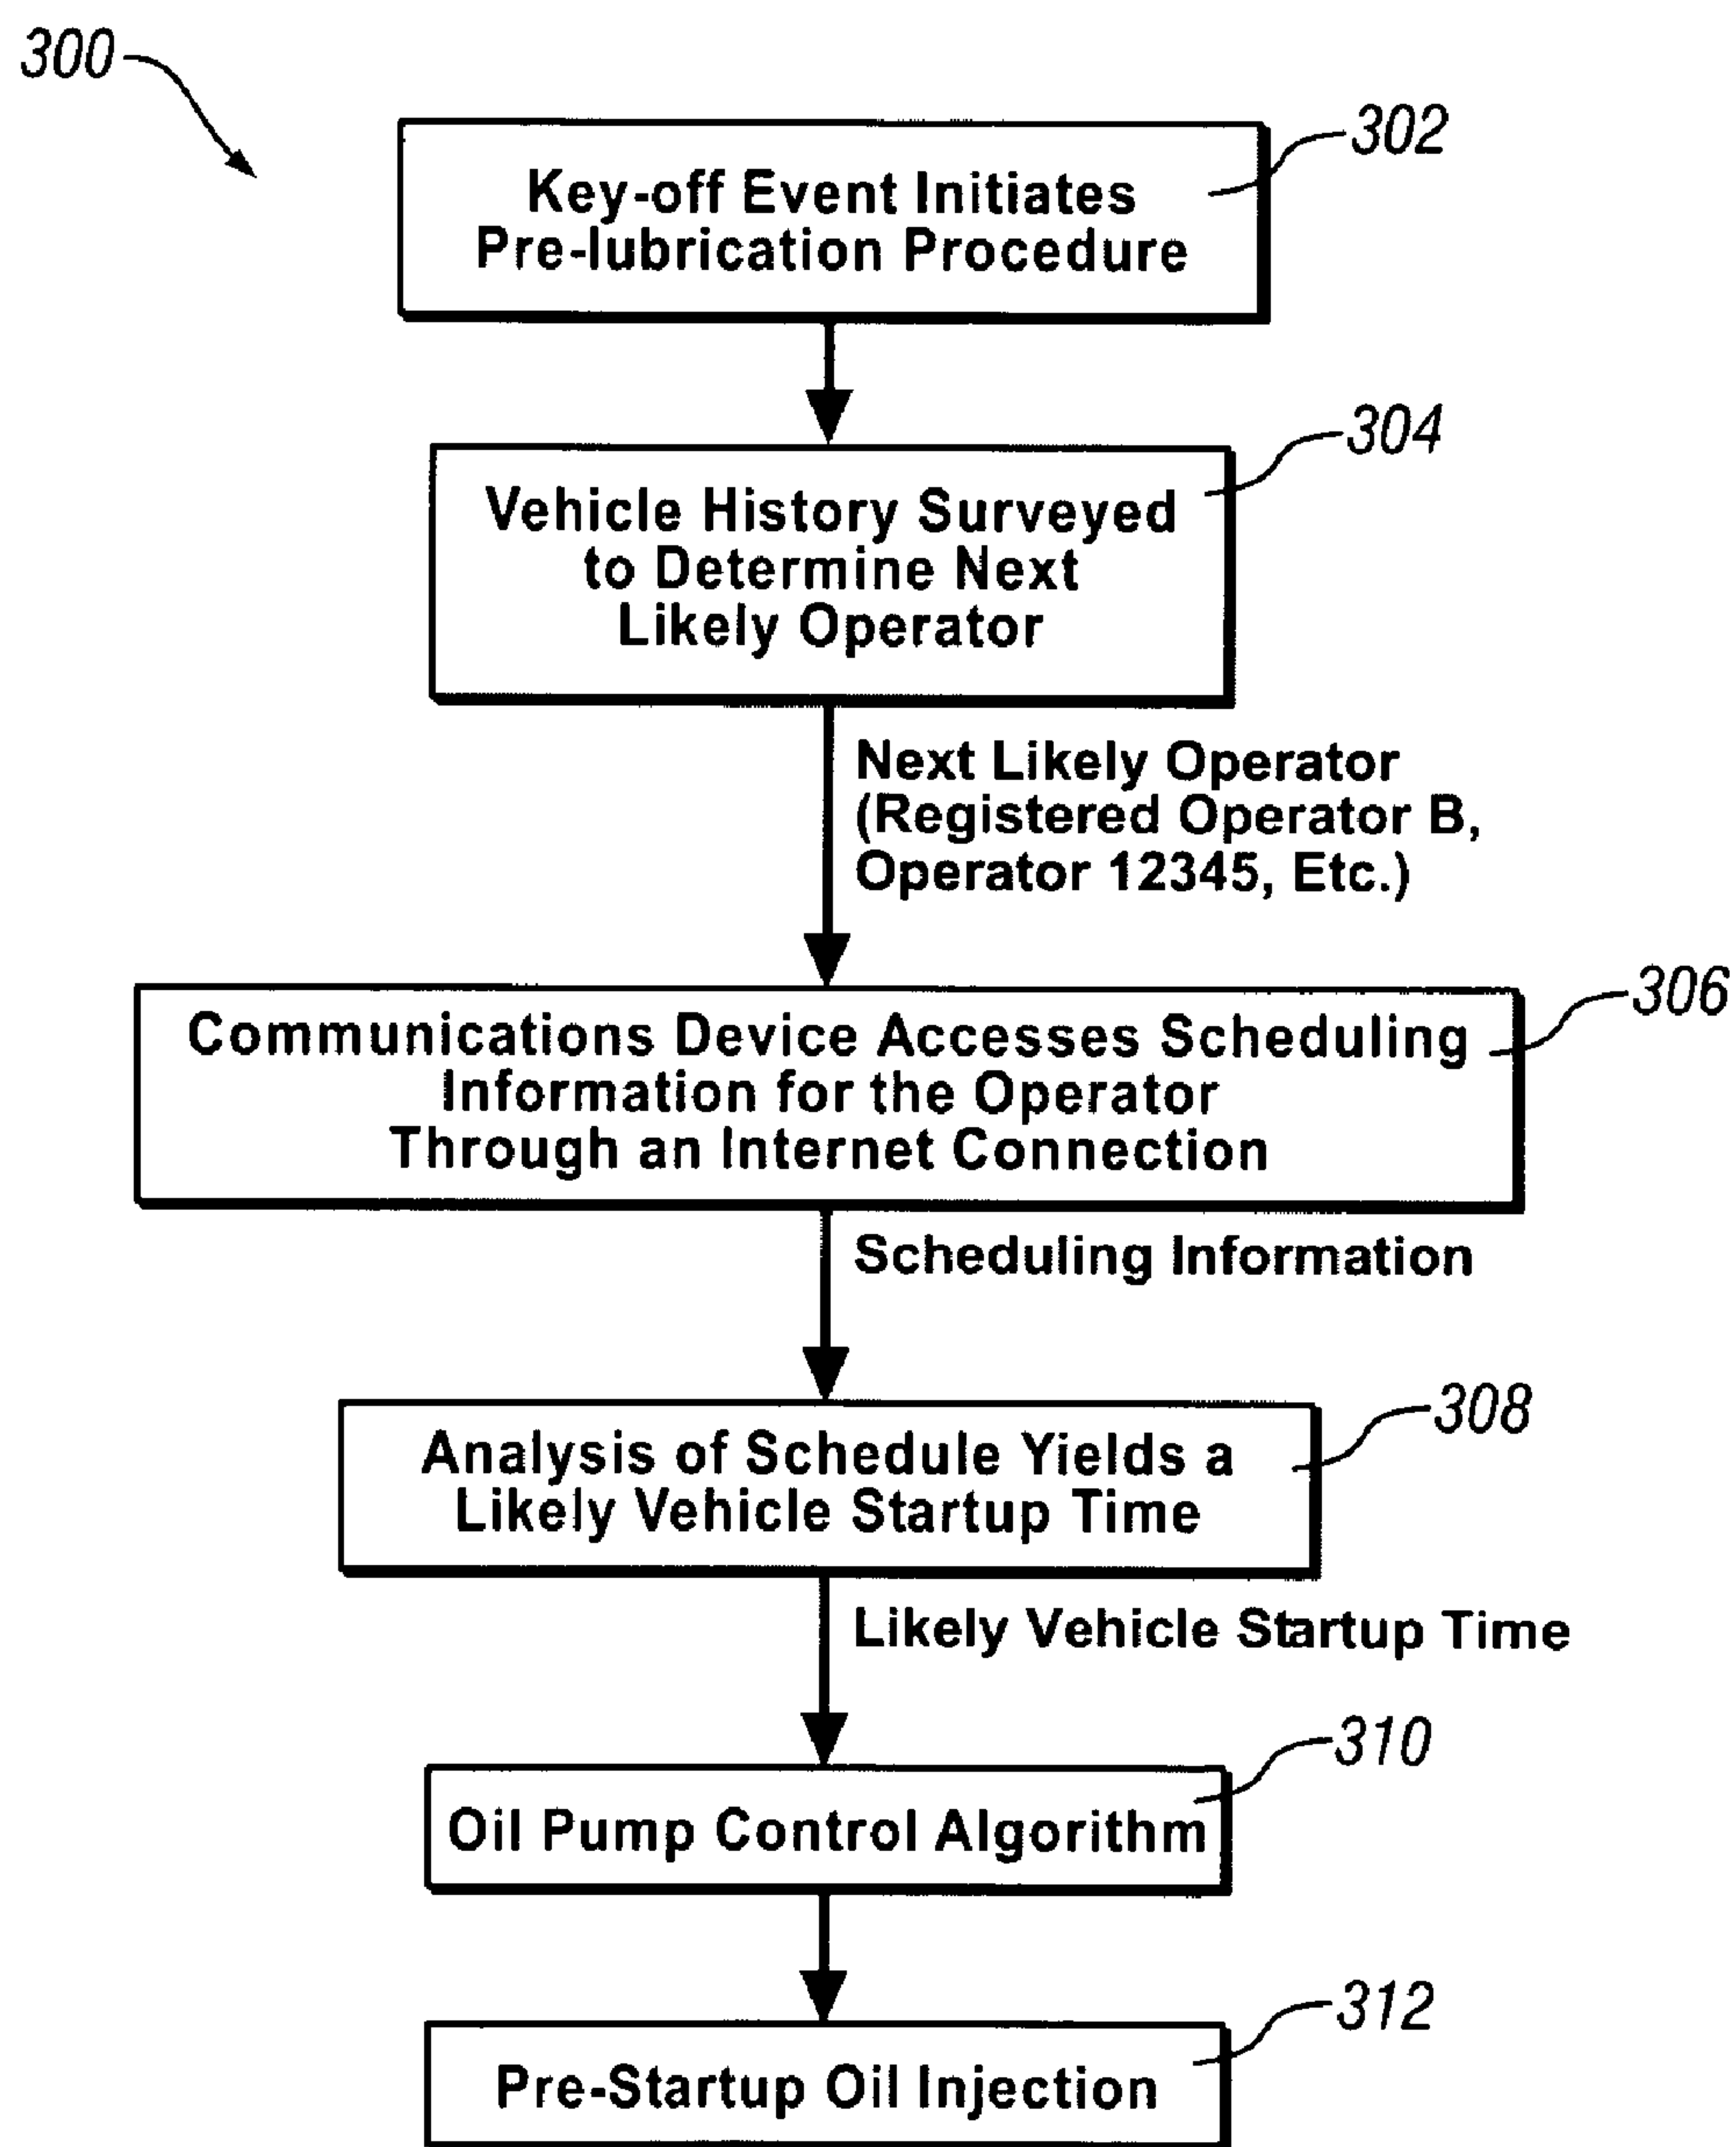 300
302
Key-off Event Initiates
Pre-lubrication Procedure
304
Vehicle History Surveyed
to Determine Next
Likely Operator
Next Likely Operator
(Registered Operator B,
Operator 12345, Etc.)
306
Communications Device Accesses Scheduling
Information for the Operator
Through an Internet Connection
Scheduling Information
308
Analysis of Schedule Yields a
Likely Vehicle Startup Time
Likely Vehicle Startup Time
310
Oil Pump Control Algorithm
312
Pre-Startup Oil Injection